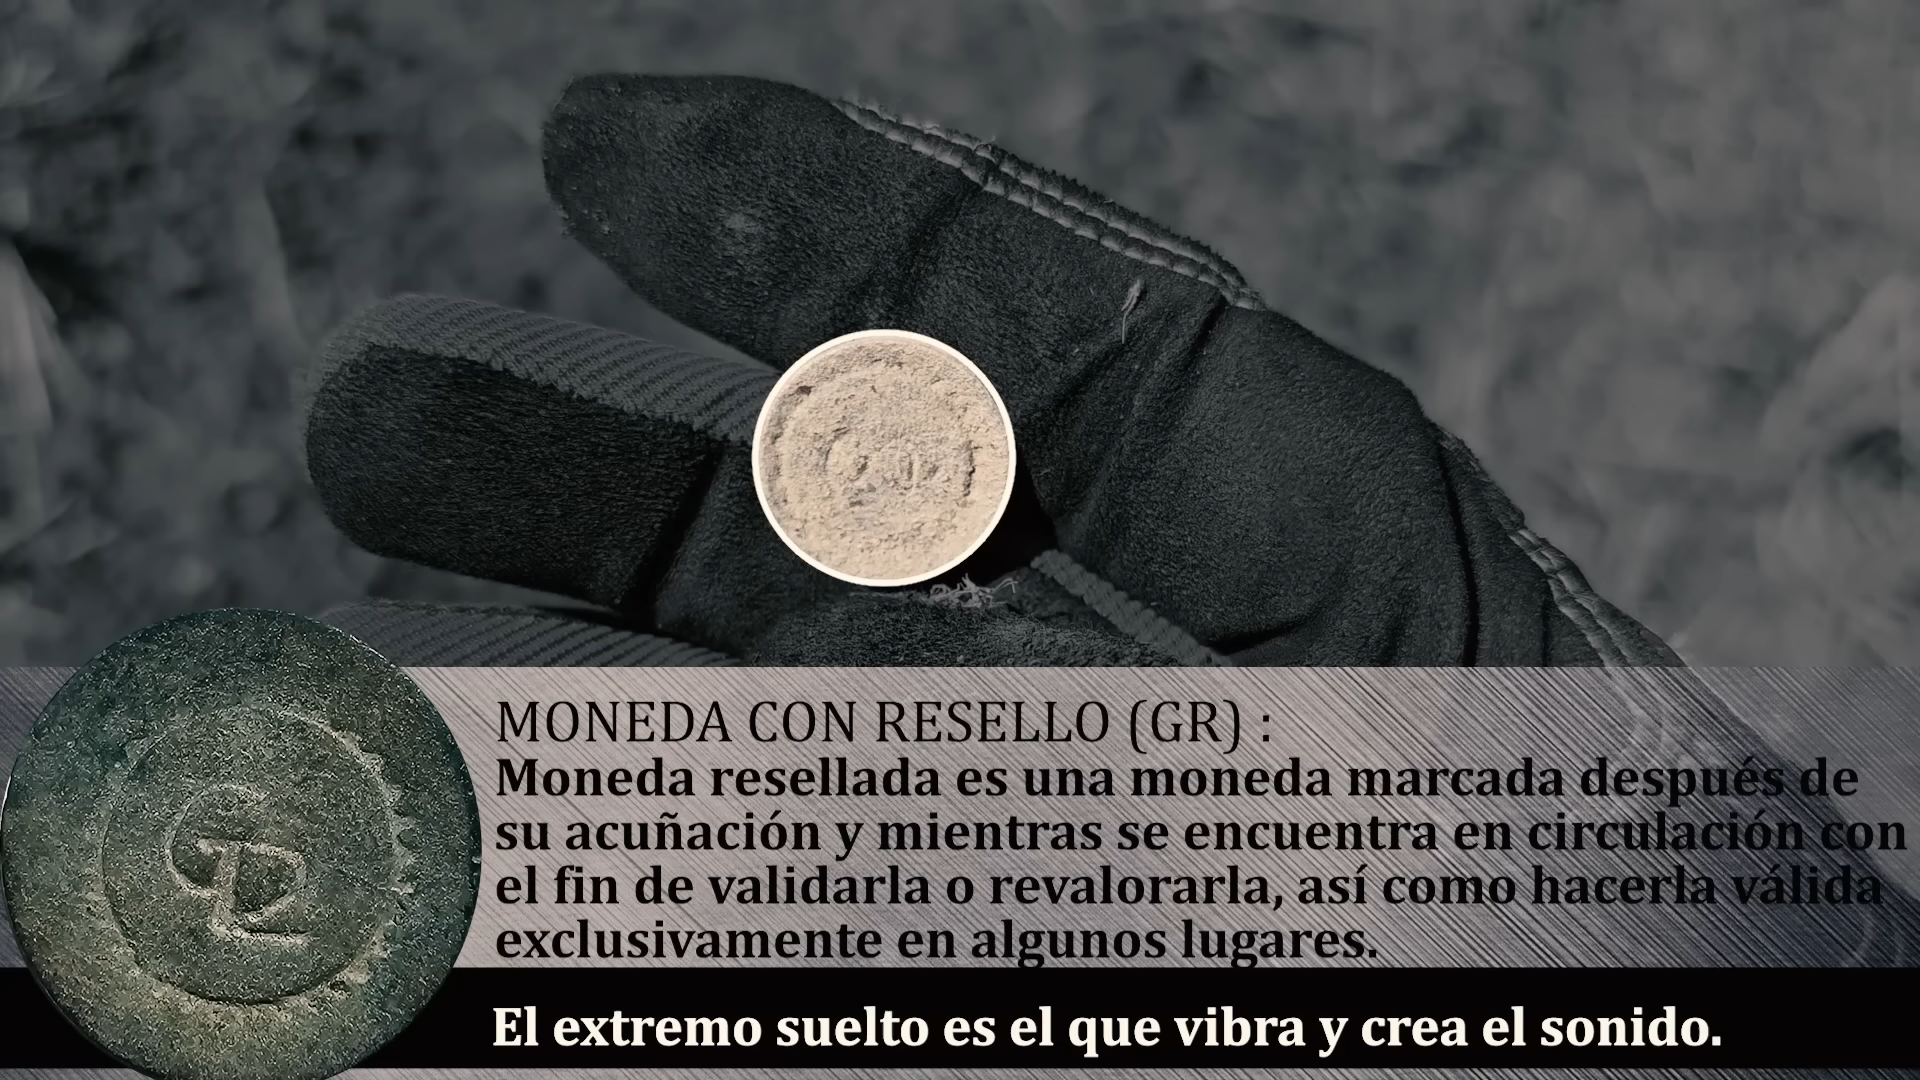 MONEDA CON RESELLO (GR) :
Moneda resellada es una moneda marcada después de
su acuñación y mientras se encuentra en circulación con
el fin de validarla o revalorarla, así como hacerla válida
exclusivamente en algunos lugares.
El extremo suelto es el que vibra y crea el sonido.